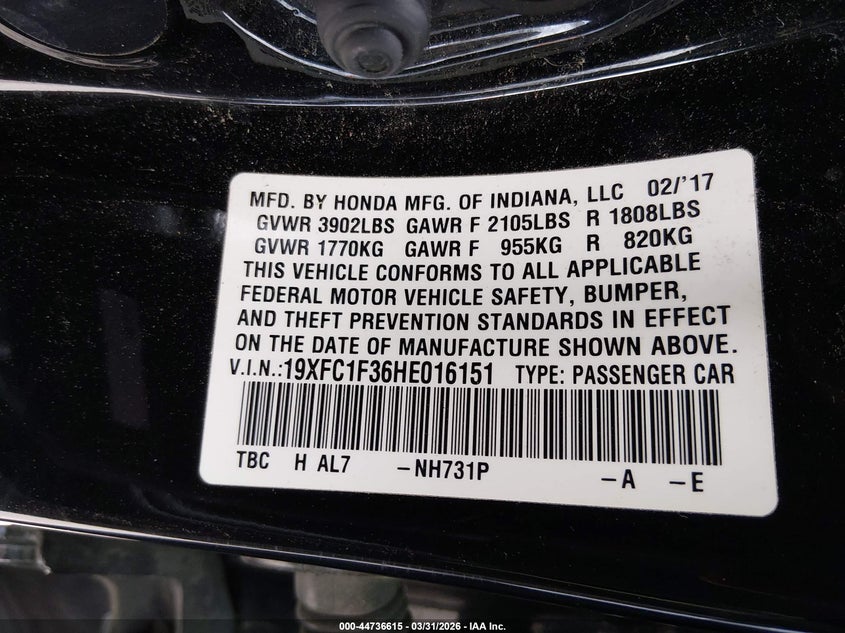 MFD. BY HONDA MFG. OF INDIANA, LLC 02/'17
GVWR 3902LBS GAWR F 2105LBS R 1808LBS
GVWR 1770KG GAWR F 955KG R 820KG
THIS VEHICLE CONFORMS TO ALL APPLICABLE
FEDERAL MOTOR VEHICLE SAFETY, BUMPER,
AND THEFT PREVENTION STANDARDS IN EFFECT
ON THE DATE OF MANUFACTURE SHOWN ABOVE.
V.I.N.:19XFC1F36HE016151 TYPE: PASSENGER CAR
TBC H AL7 -NH731P -A -E
000-44736615 - 03/31/2026 - IAA Inc.